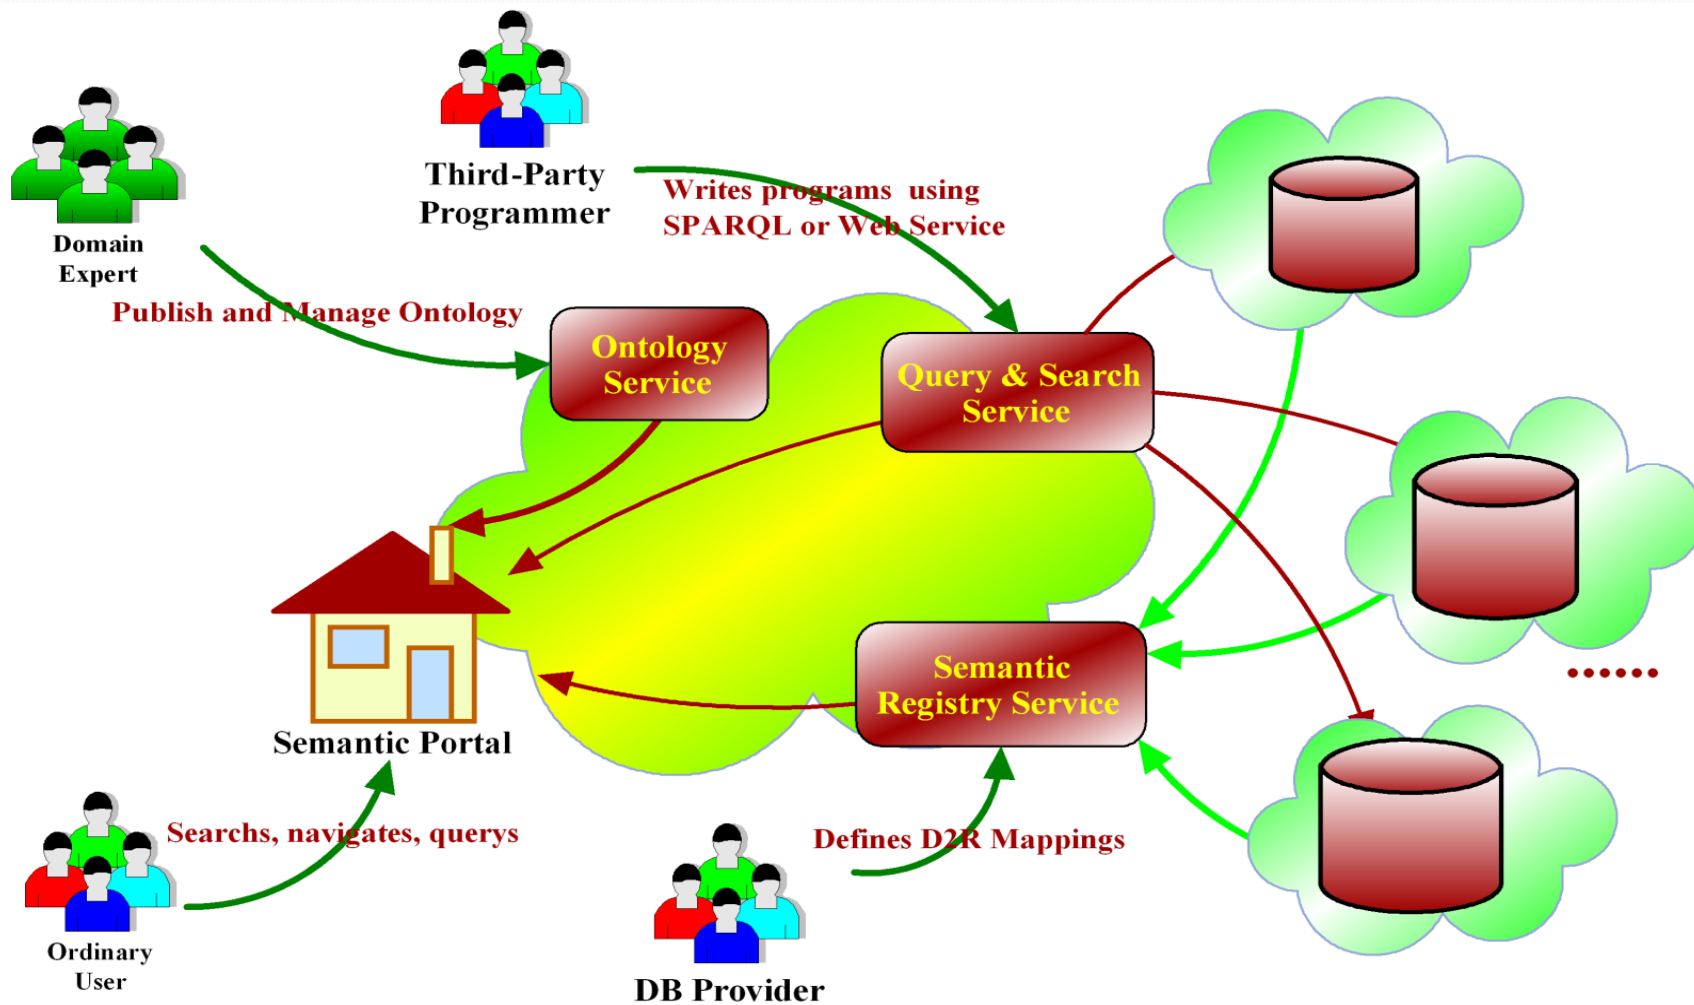 Third-Party
Programmer
Writes programs  using
SPARQL or Web Service
Domain
Expert
Publish and Manage Ontology
Ontology
Service
Query & Search
Service
Semantic
Registry Service
Semantic Portal
Searchs, navigates, querys
Defines D2R Mappings
Ordinary
User
DB Provider
......